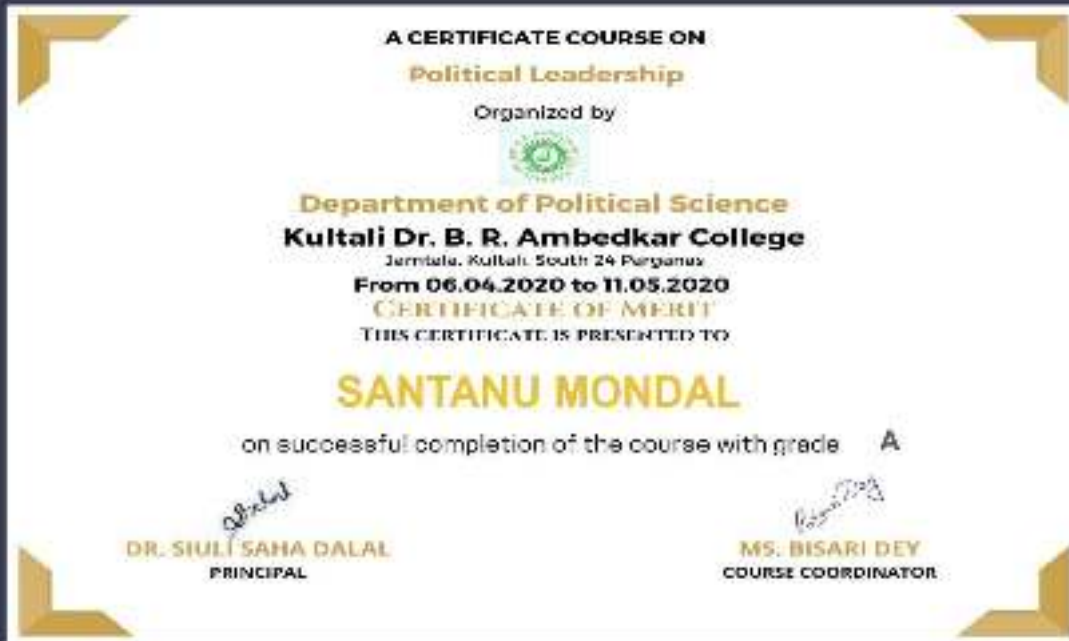 A CERTIFICATE COURSE ON
Political Leadership
Organized by
Department of Political Science
Kultali Dr. B. R. Ambedkar College
Jamtala, Kultali, South 24 Parganas
From 06.04.2020 to 11.05.2020
CERTIFICATE OF MERIT
THIS CERTIFICATE IS PRESENTED TO
SANTANU MONDAL
on successful completion of the course with grade A
DR. SIULI SAHA DALAL
PRINCIPAL
MS. BISARI DEY
COURSE COORDINATOR